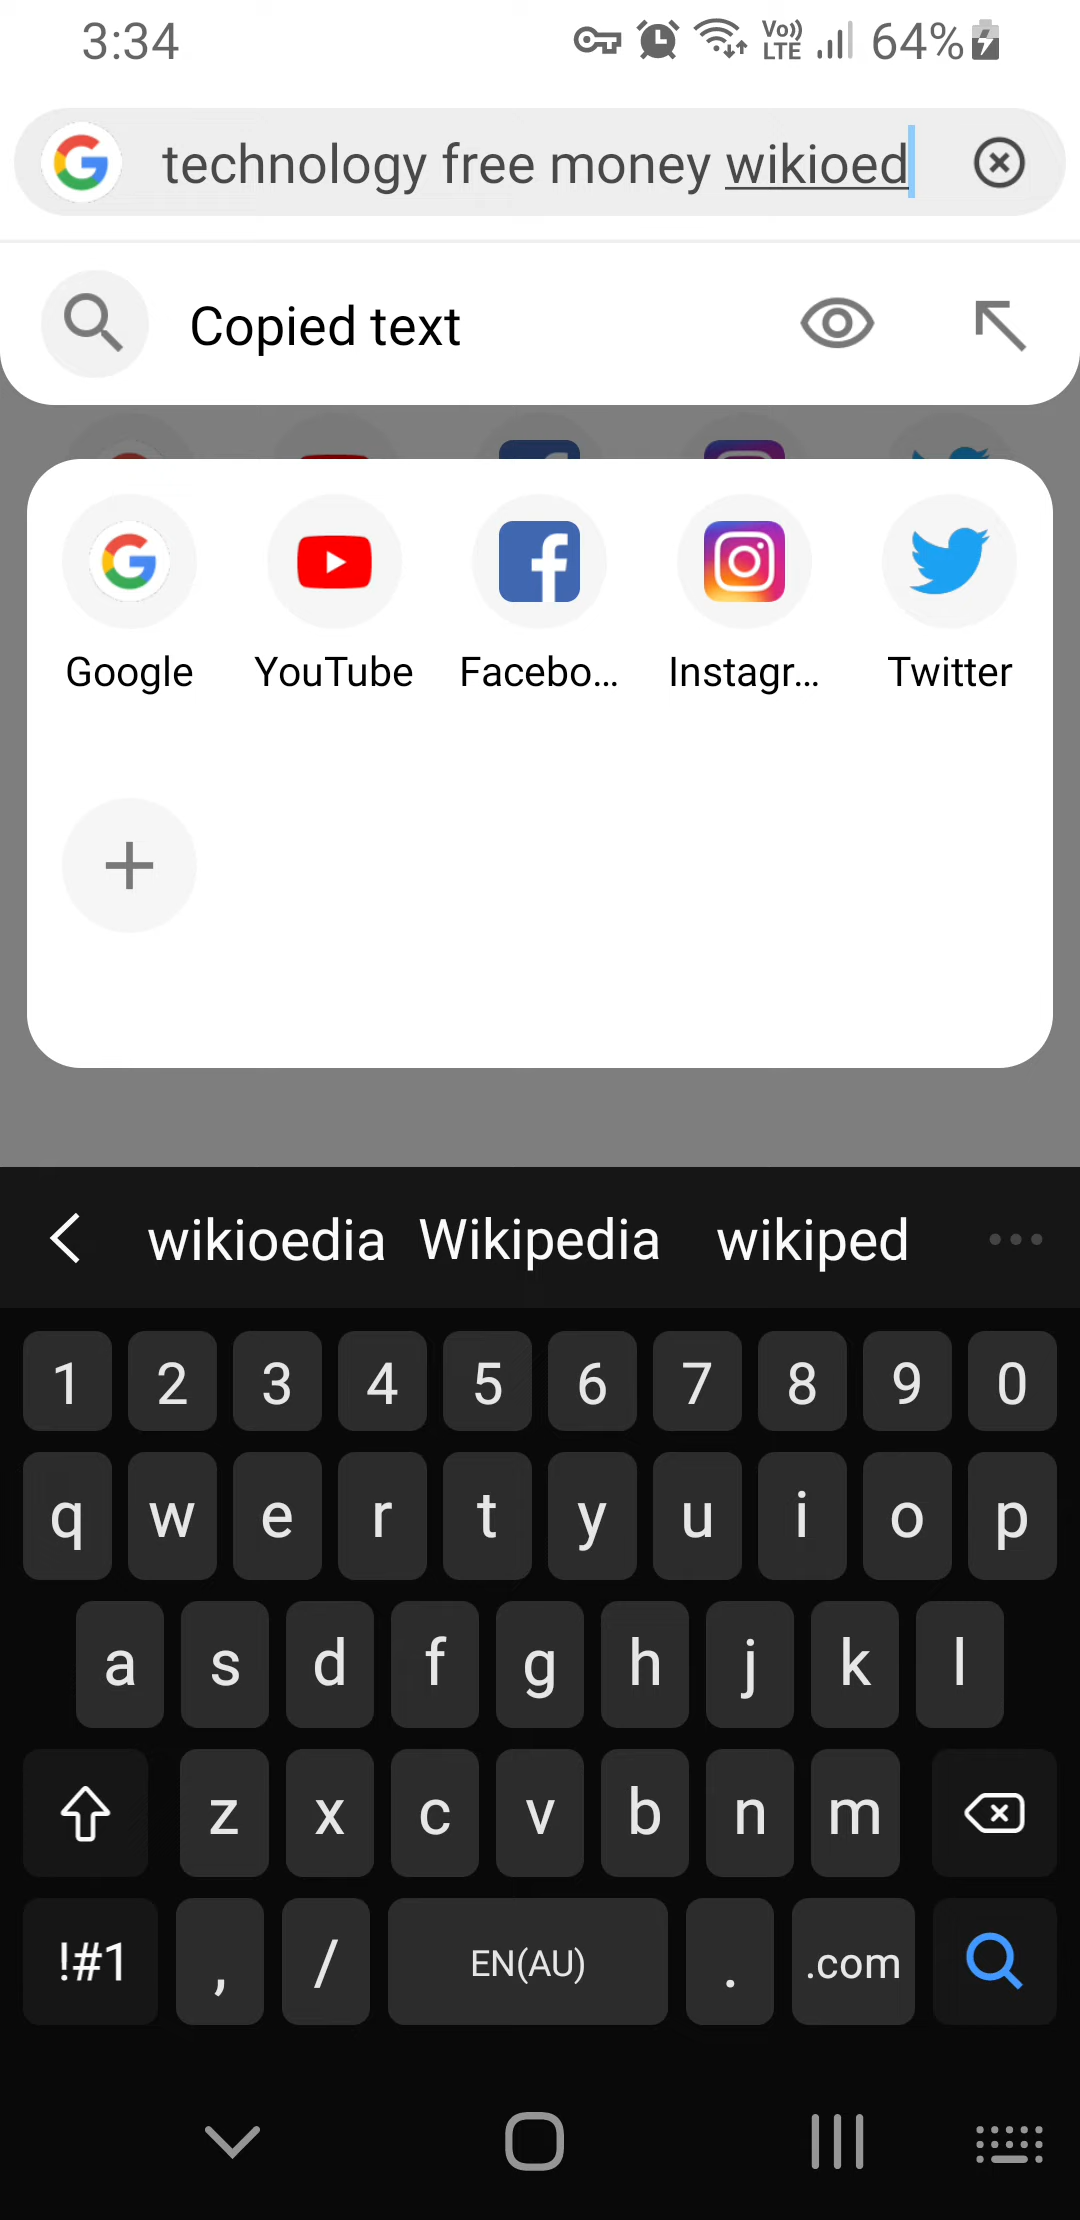 3:34 Vo)) LTE 64%
technology free money wikioed
Copied text
Google YouTube Facebo... Instagr... Twitter
wikioedia Wikipedia wikiped
1 2 3 4 5 6 7 8 9 0
q w e r t y u i o p
a s d f g h j k l
z x c v b n m
!#1 , / EN(AU) . .com